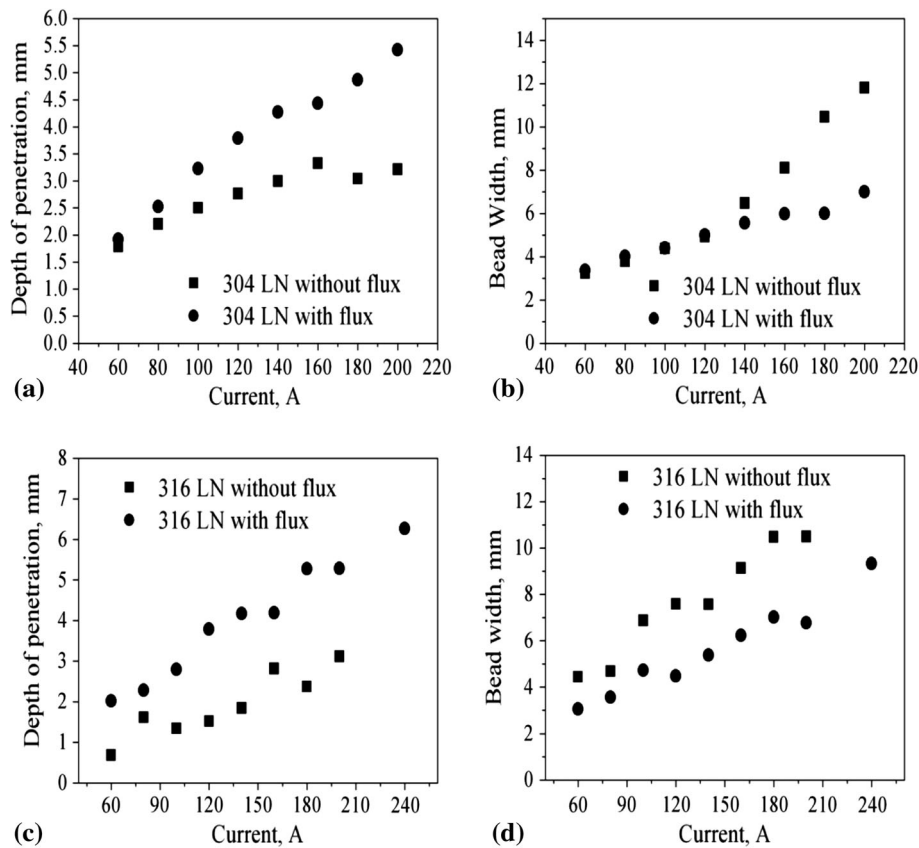 6.0
5.5
5.0
4.5
4.0
3.5
3.0
2.5
2.0
1.5
1.0
0.5
0.0
Depth of penetration, mm
304 LN without flux
304 LN with flux
40 60 80 100 120 140 160 180 200 220
Current, A
(a)
14
12
10
8
6
4
2
0
Bead Width, mm
304 LN without flux
304 LN with flux
40 60 80 100 120 140 160 180 200 220
Current, A
(b)
8
7
6
5
4
3
2
1
0
Depth of penetration, mm
316 LN without flux
316 LN with flux
60 90 120 150 180 210 240
Current, A
(c)
14
12
10
8
6
4
2
0
Bead width, mm
316 LN without flux
316 LN with flux
60 90 120 150 180 210 240
Current, A
(d)